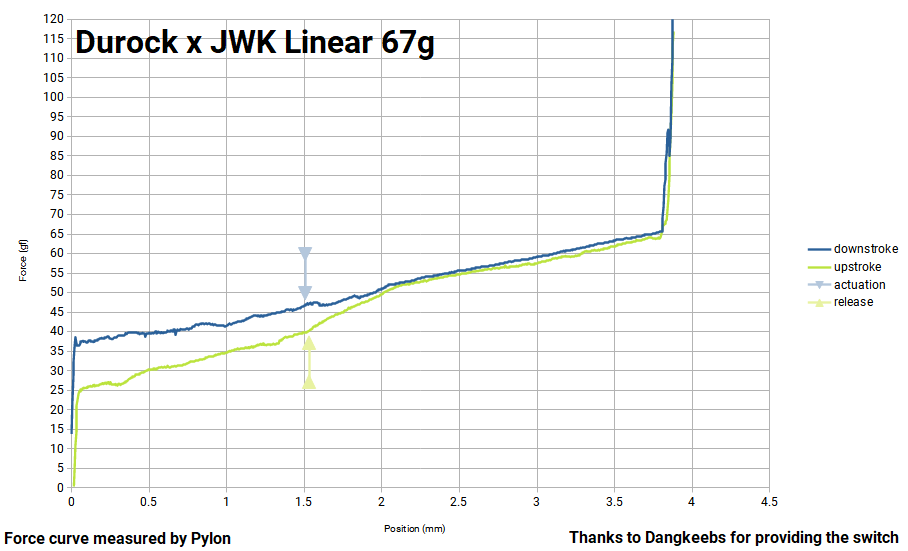 Durock x JWK Linear 67g
120
115
110
105
100
95
90
85
80
75
70
65
60
55
50
45
40
35
30
25
20
15
10
5
0
Force (gf)
0 0.5 1 1.5 2 2.5 3 3.5 4 4.5
Position (mm)
downstroke
upstroke
actuation
release
Force curve measured by Pylon
Thanks to Dangkeebs for providing the switch